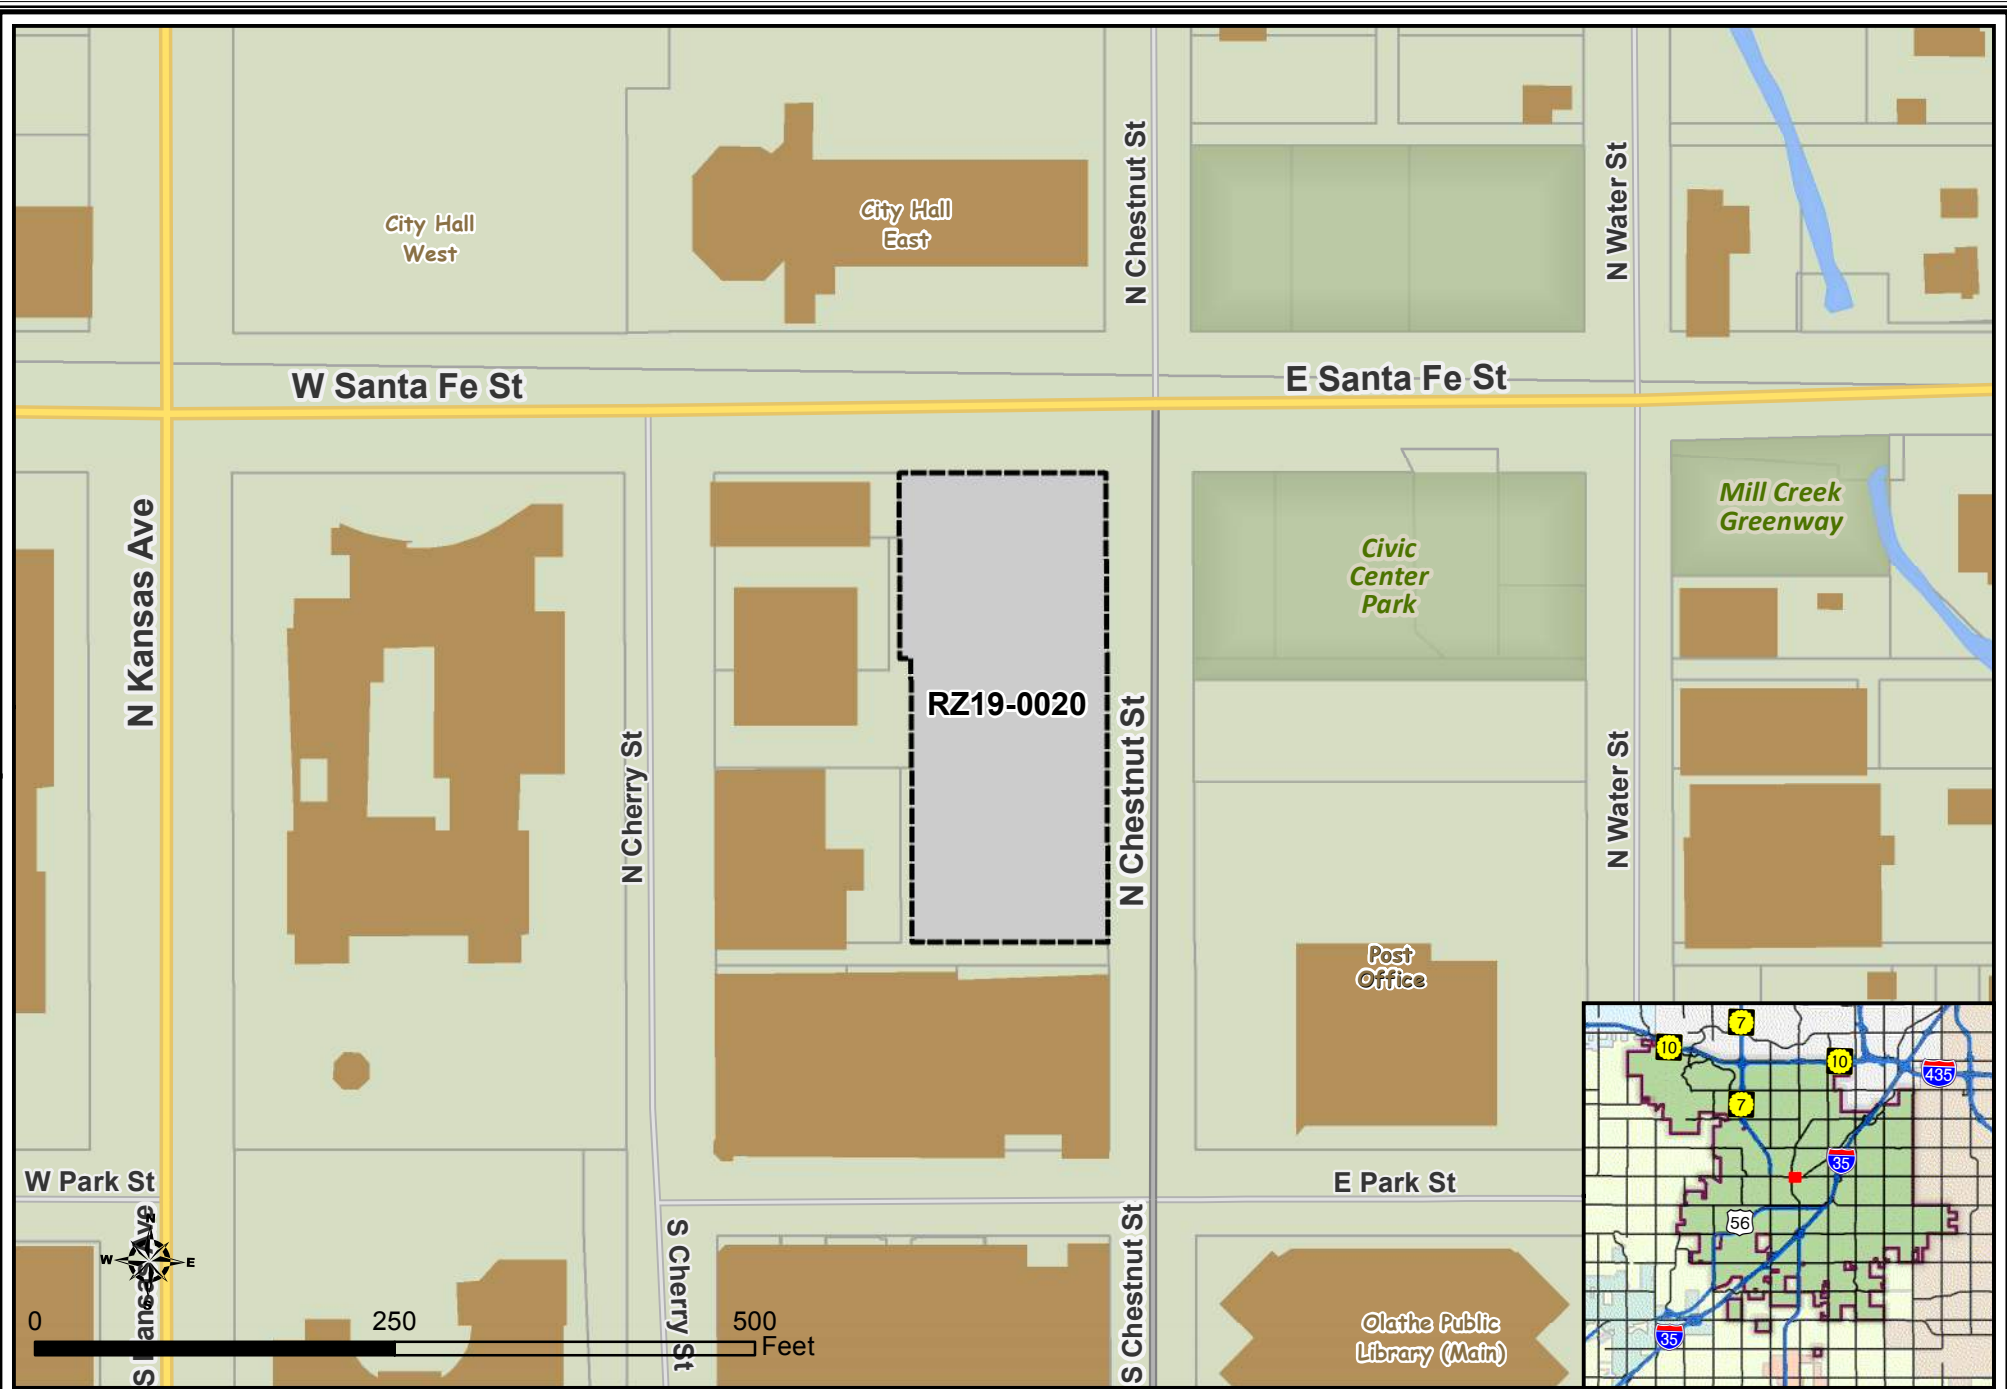 N Chestnut St
N Water St
City Hall
West
City Hall
East
W Santa Fe St
E Santa Fe St
N Kansas Ave
N Cherry St
RZ19-0020
N Chestnut St
Civic
Center
Park
Mill Creek
Greenway
N Water St
Post
Office
W Park St
E Park St
S Kansas Ave
N
W
E
S
S Cherry St
S Chestnut St
Olathe Public
Library (Main)
0
250
500
Feet
7
10
10
435
7
35
56
35